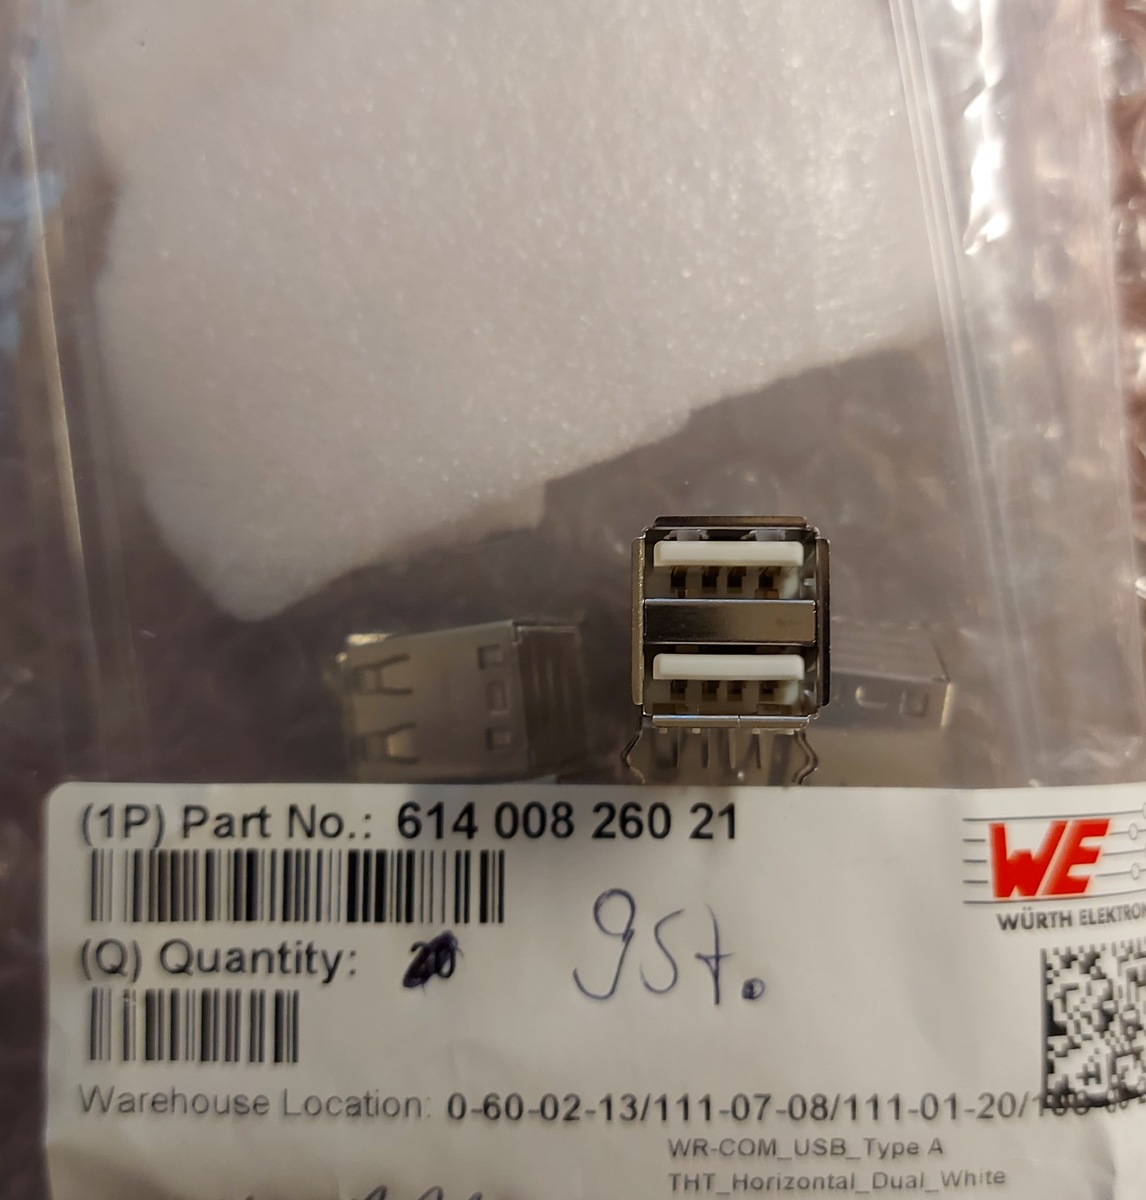 (1P) Part No.: 614 008 260 21
WE
WÜRTH ELEKTRON
(Q) Quantity: 20
9St.
Warehouse Location: 0-60-02-13/111-07-08/111-01-20/
WR-COM_USB_Type A
THT_Horizontal_Dual_White